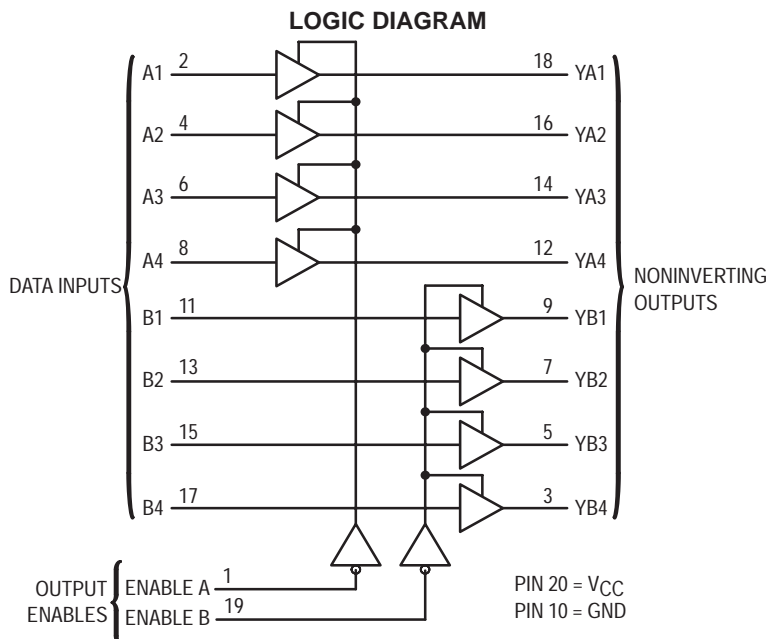 LOGIC DIAGRAM
A1 2 18 YA1
A2 4 16 YA2
A3 6 14 YA3
A4 8 12 YA4
DATA INPUTS
NONINVERTING
OUTPUTS
B1 11 9 YB1
B2 13 7 YB2
B3 15 5 YB3
B4 17 3 YB4
OUTPUT
ENABLES
ENABLE A 1
ENABLE B 19
PIN 20 = VCC
PIN 10 = GND